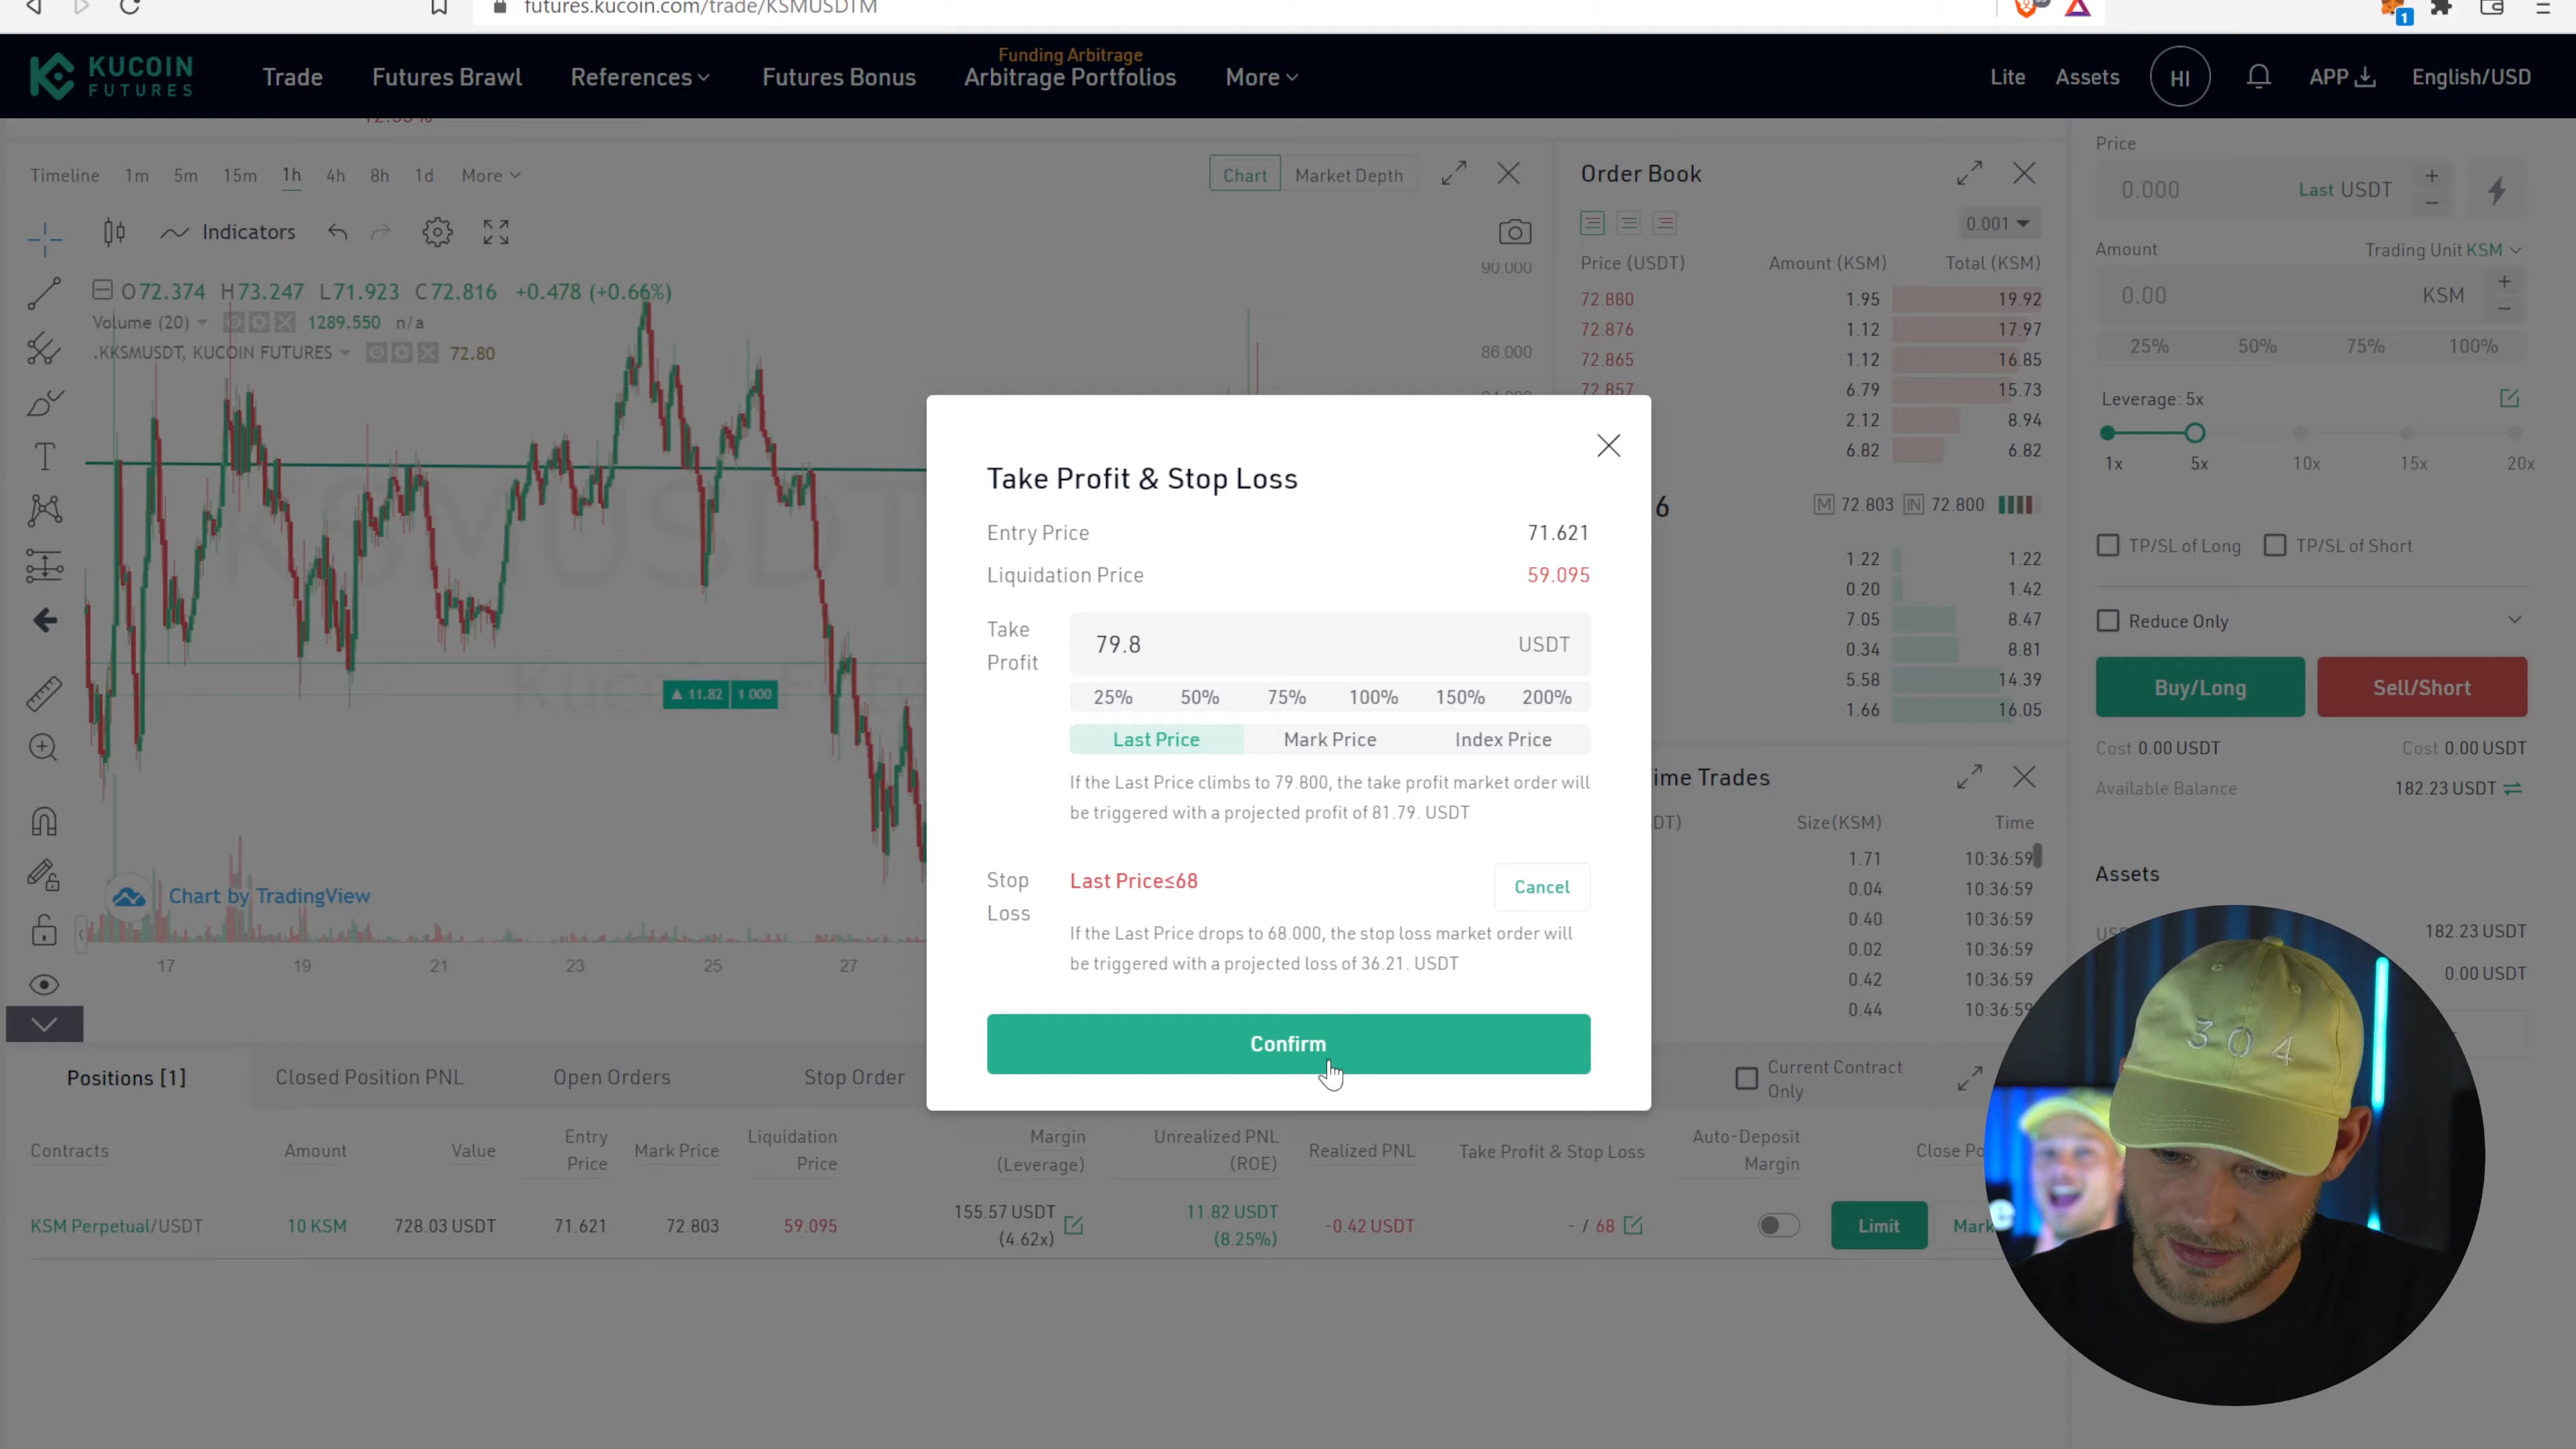 futures.kucoin.com/trade/KSMUSDTM
1
KUCOIN
FUTURES
Trade
Futures Brawl
References
Futures Bonus
Funding Arbitrage
Arbitrage Portfolios
More
Lite
Assets
HI
APP
English/USD
Timeline 1m 5m 15m 1h 4h 8h 1d More
Chart Market Depth
Indicators
O72.374 H73.247 L71.923 C72.816 +0.478 (+0.66%)
Volume (20) 1289.550 n/a
.KKSMUSDT, KUCOIN FUTURES 72.80
90.000
86.000
KSMUSDT
11.82 1 000
Chart by TradingView
17 19 21 23 25 27
Order Book
0.001
Price (USDT) Amount (KSM) Total (KSM)
72.880 1.95 19.92
72.876 1.12 17.97
72.865 1.12 16.85
72.857 6.79 15.73
2.12 8.94
6.82 6.82
6 M 72.803 IN 72.800
1.22 1.22
0.20 1.42
7.05 8.47
0.34 8.81
5.58 14.39
1.66 16.05
ime Trades
DT) Size(KSM) Time
1.71 10:36:59
0.04 10:36:59
0.40 10:36:59
0.02 10:36:59
0.42 10:36:59
0.44 10:36:59
Price
0.000 Last USDT
Amount Trading Unit KSM
0.00 KSM
25% 50% 75% 100%
Leverage: 5x
1x 5x 10x 15x 20x
TP/SL of Long TP/SL of Short
Reduce Only
Buy/Long Sell/Short
Cost 0.00 USDT Cost 0.00 USDT
Available Balance 182.23 USDT
Assets
182.23 USDT
0.00 USDT
Take Profit & Stop Loss
Entry Price 71.621
Liquidation Price 59.095
Take
Profit
79.8 USDT
25% 50% 75% 100% 150% 200%
Last Price Mark Price Index Price
If the Last Price climbs to 79.800, the take profit market order will
be triggered with a projected profit of 81.79. USDT
Stop
Loss
Last Price≤68
Cancel
If the Last Price drops to 68.000, the stop loss market order will
be triggered with a projected loss of 36.21. USDT
Confirm
Positions [1] Closed Position PNL Open Orders Stop Order
Current Contract
Only
Contracts Amount Value Entry
Price Mark Price Liquidation
Price Margin
(Leverage) Unrealized PNL
(ROE) Realized PNL Take Profit & Stop Loss Auto-Deposit
Margin Close Po
KSM Perpetual/USDT 10 KSM 728.03 USDT 71.621 72.803 59.095 155.57 USDT
(4.62x) 11.82 USDT
(8.25%) -0.42 USDT - / 68 Limit Mark
304